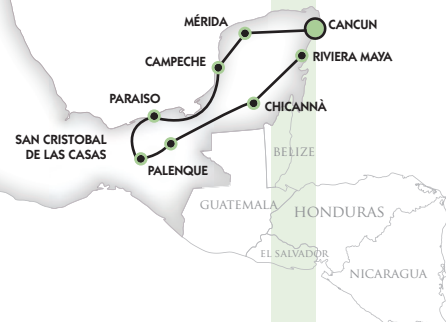 MÉRIDA
CANCUN
CAMPECHE
RIVIERA MAYA
PARAISO
CHICANNÀ
SAN CRISTOBAL
DE LAS CASAS
PALENQUE
BELIZE
GUATEMALA
HONDURAS
EL SALVADOR
NICARAGUA